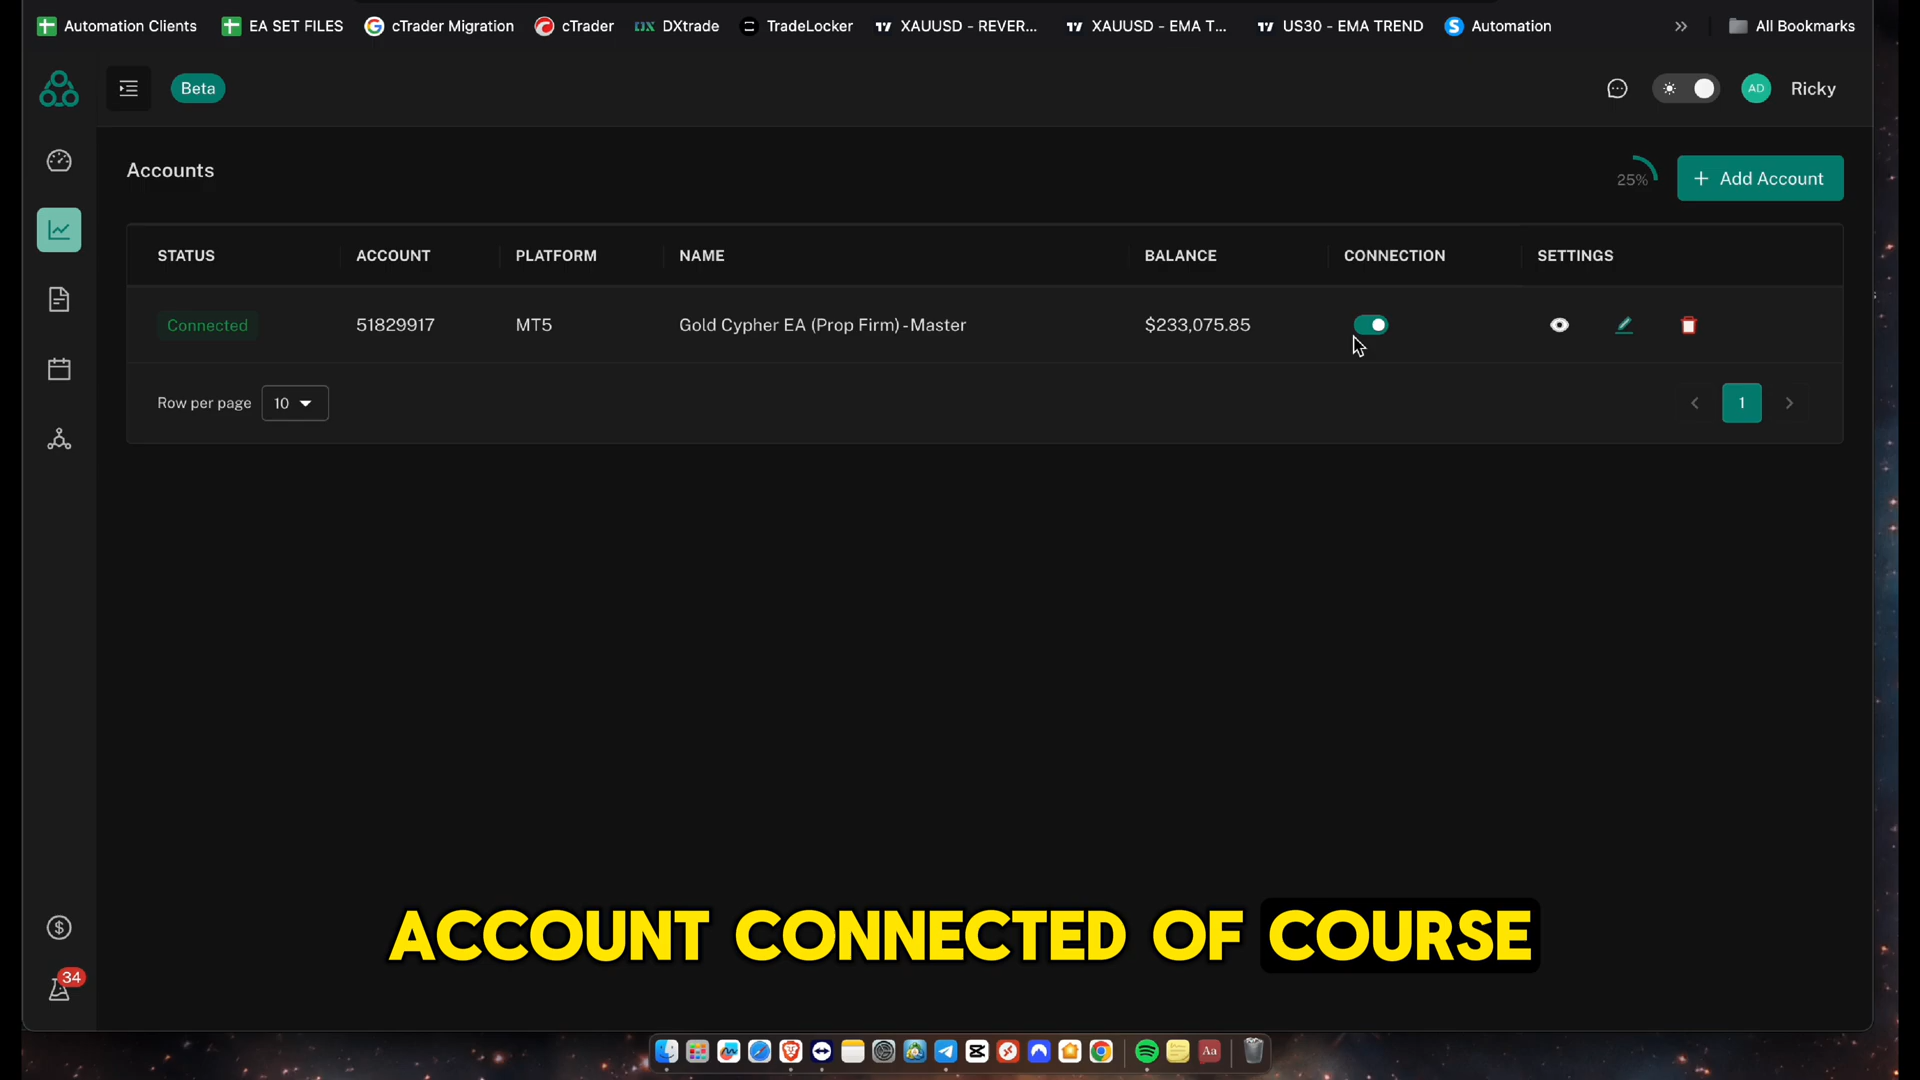 Automation Clients EA SET FILES cTrader Migration cTrader DXtrade TradeLocker XAUUSD - REVER... XAUUSD - EMA T... US30 - EMA TREND Automation » All Bookmarks
Beta AD Ricky
Accounts 25% + Add Account
STATUS ACCOUNT PLATFORM NAME BALANCE CONNECTION SETTINGS
Connected 51829917 MT5 Gold Cypher EA (Prop Firm) - Master $233,075.85
Row per page 10 1
ACCOUNT CONNECTED OF COURSE
34
Aa